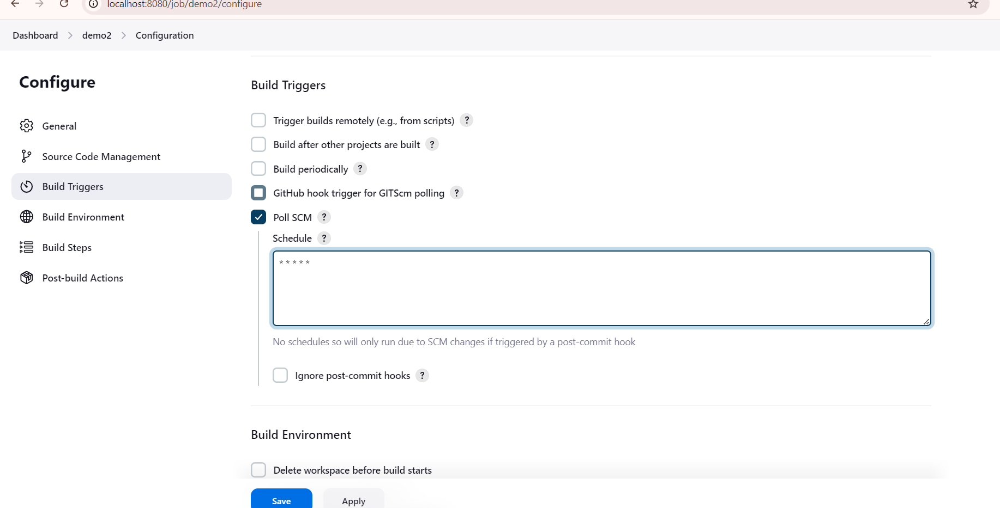 localhost:8080/job/demo2/configure
Dashboard > demo2 > Configuration
Configure
General
Source Code Management
Build Triggers
Build Environment
Build Steps
Post-build Actions
Build Triggers
Trigger builds remotely (e.g., from scripts) ?
Build after other projects are built ?
Build periodically ?
GitHub hook trigger for GITScm polling ?
Poll SCM ?
Schedule ?
* * * * *
No schedules so will only run due to SCM changes if triggered by a post-commit hook
Ignore post-commit hooks ?
Build Environment
Delete workspace before build starts
Save
Apply